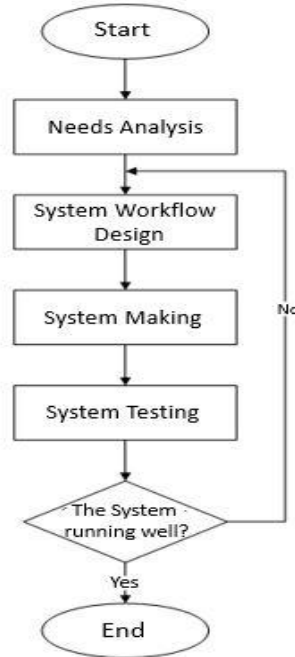 Start
Needs Analysis
System Workflow
Design
System Making
No
System Testing
The System
running well?
Yes
End